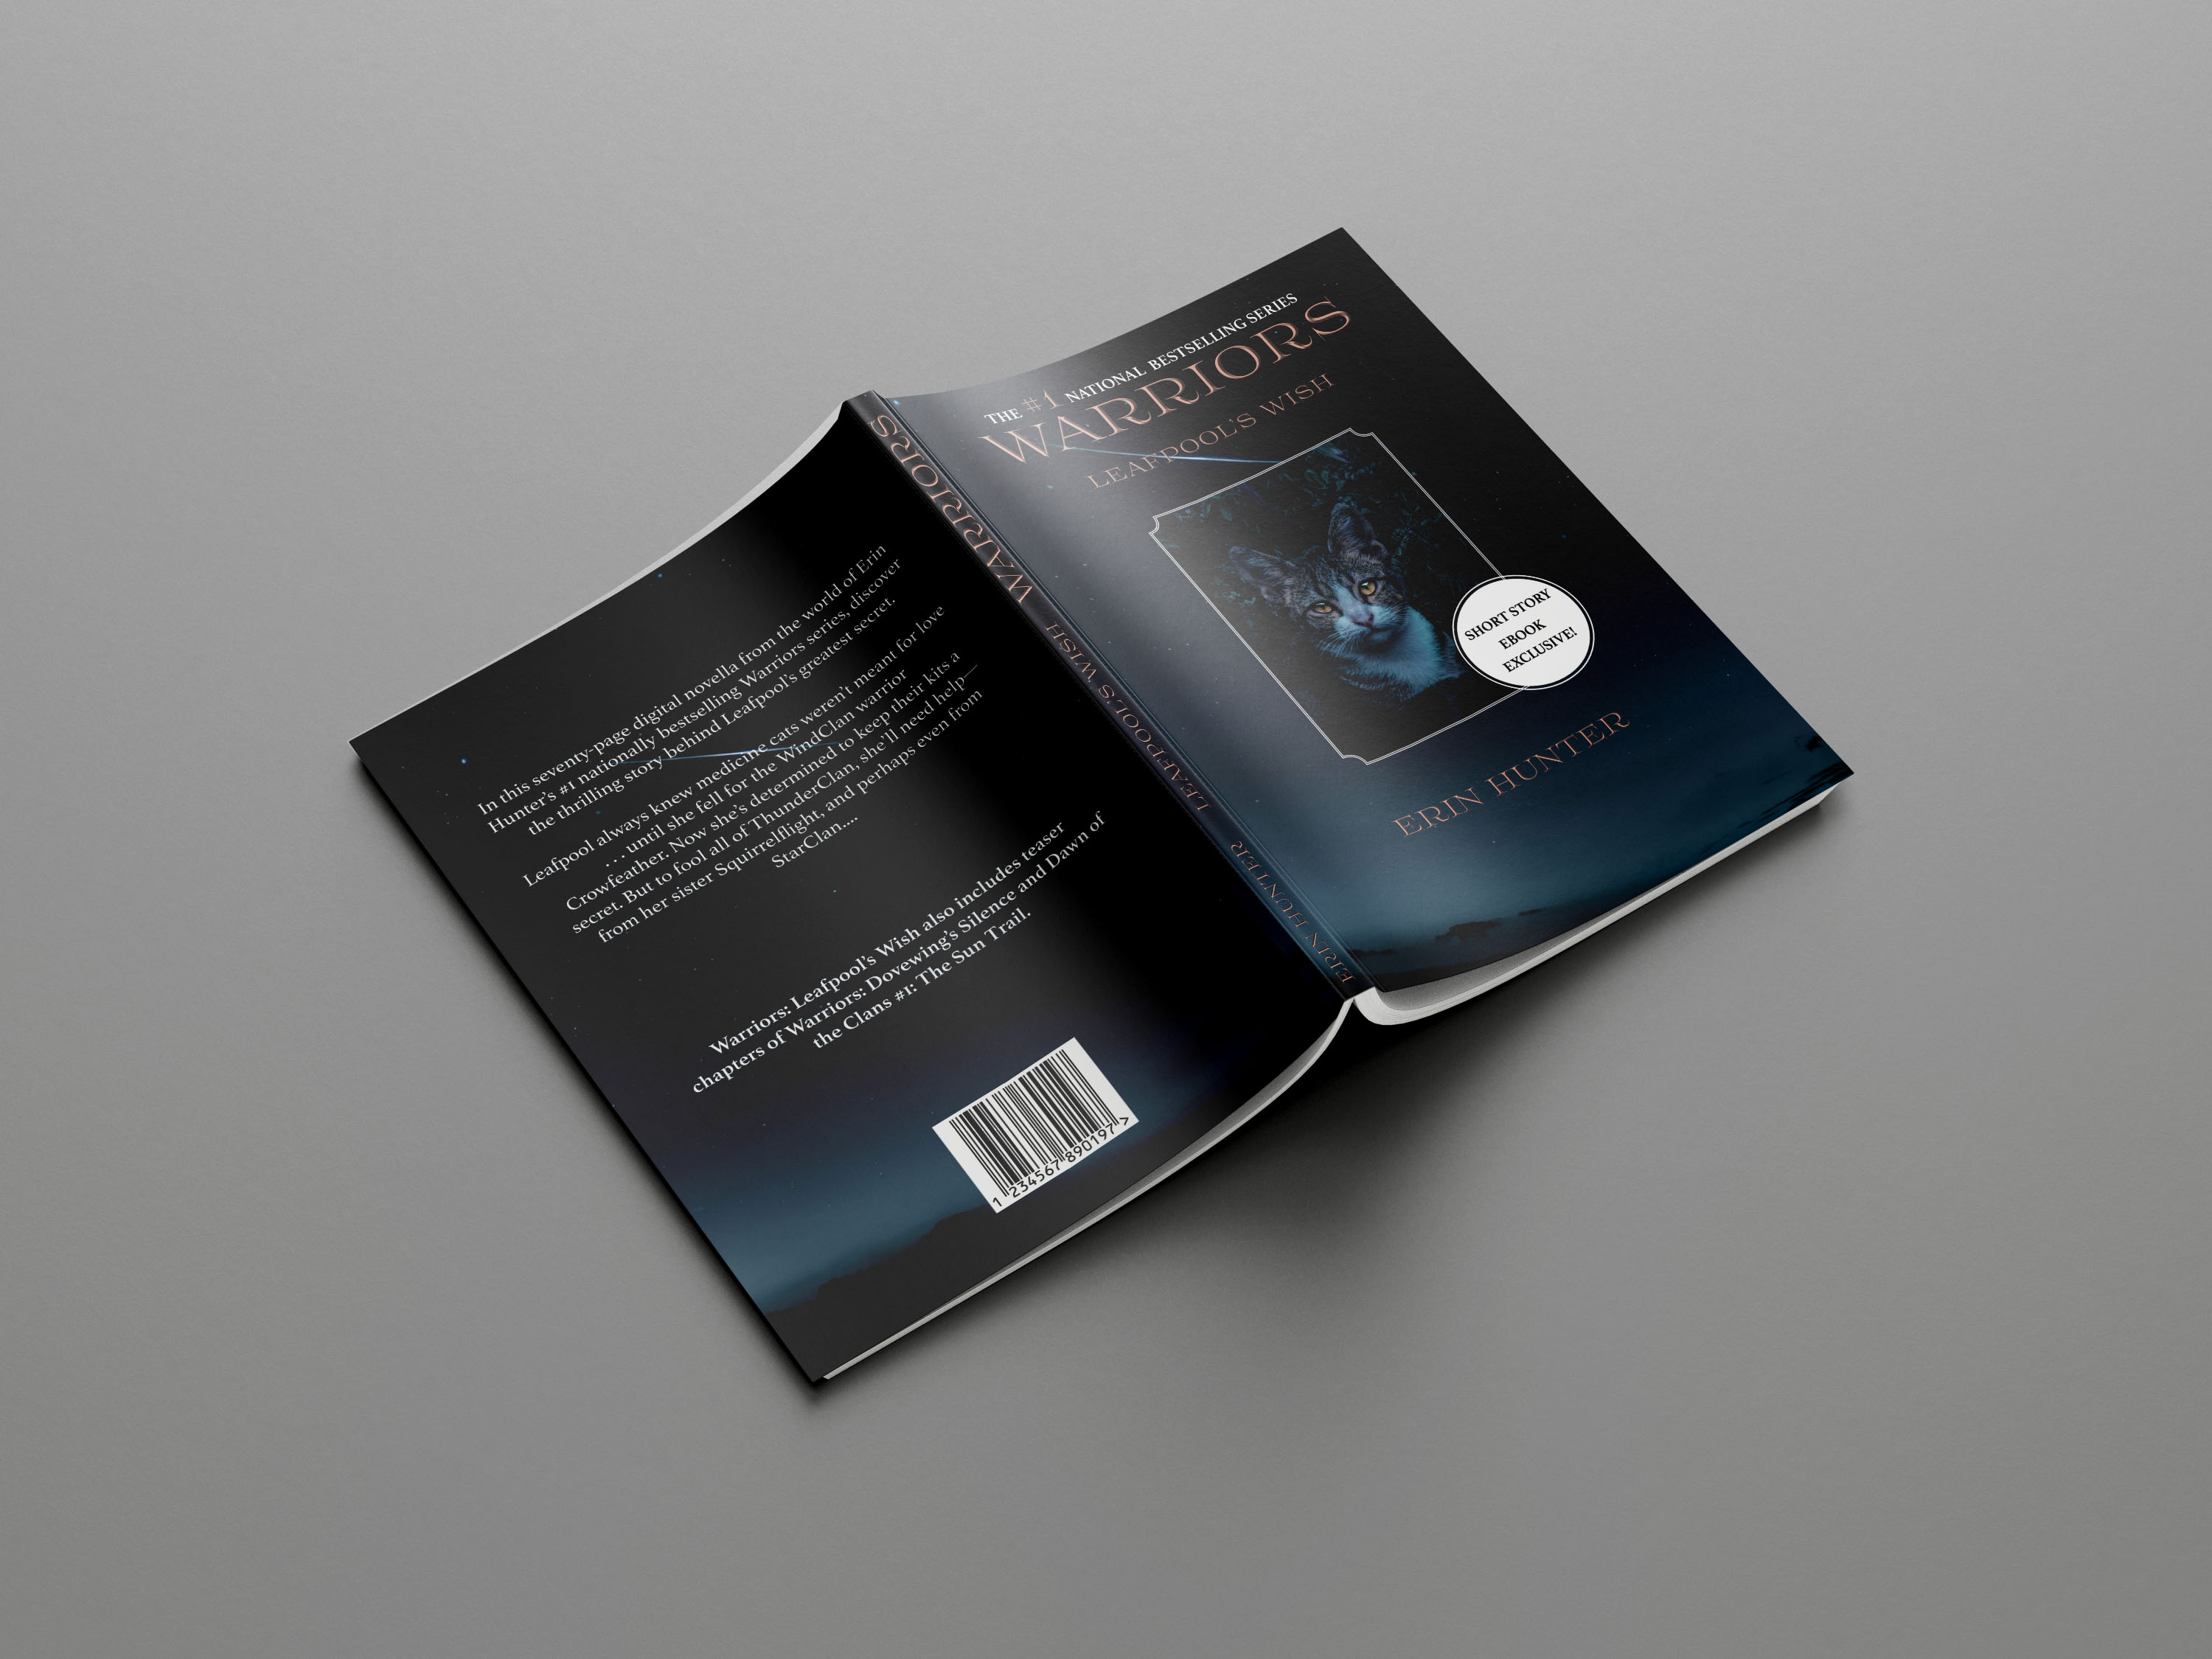 THE #1 NATIONAL BESTSELLING SERIES
WARRIORS
LEAFPOOL'S WISH
SHORT STORY
EBOOK
EXCLUSIVE!
ERIN HUNTER
WARRIORS
LEAFPOOL'S WISH
ERIN HUNTER
In this seventy-page digital novella from the world of Erin
Hunter's #1 nationally bestselling Warriors series, discover
the thrilling story behind Leafpool's greatest secret.
Leafpool always knew medicine cats weren't meant for love
. . . until she fell for the WindClan warrior
Crowfeather. Now she's determined to keep their kits a
secret. But to fool all of ThunderClan, she'll need help—
from her sister Squirrelflight, and perhaps even from
StarClan....
Warriors: Leafpool's Wish also includes teaser
chapters of Warriors: Dovewing's Silence and Dawn of
the Clans #1: The Sun Trail.
1 234567 890197 >